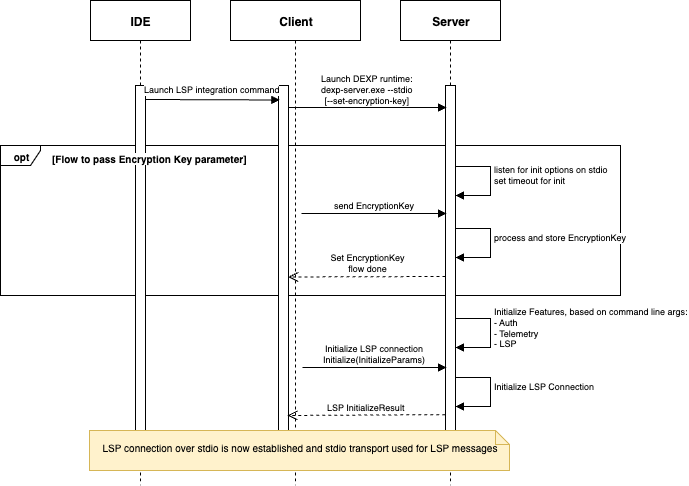 IDE
Client
Server
Launch LSP integration command
Launch DEXP runtime:
dexp-server.exe --stdio
[--set-encryption-key]
opt
[Flow to pass Encryption Key parameter]
listen for init options on stdio
set timeout for init
send EncryptionKey
process and store EncryptionKey
Set EncryptionKey
flow done
Initialize Features, based on command line args:
- Auth
- Telemetry
- LSP
Initialize LSP connection
Initialize(InitializeParams)
Initialize LSP Connection
LSP InitializeResult
LSP connection over stdio is now established and stdio transport used for LSP messages